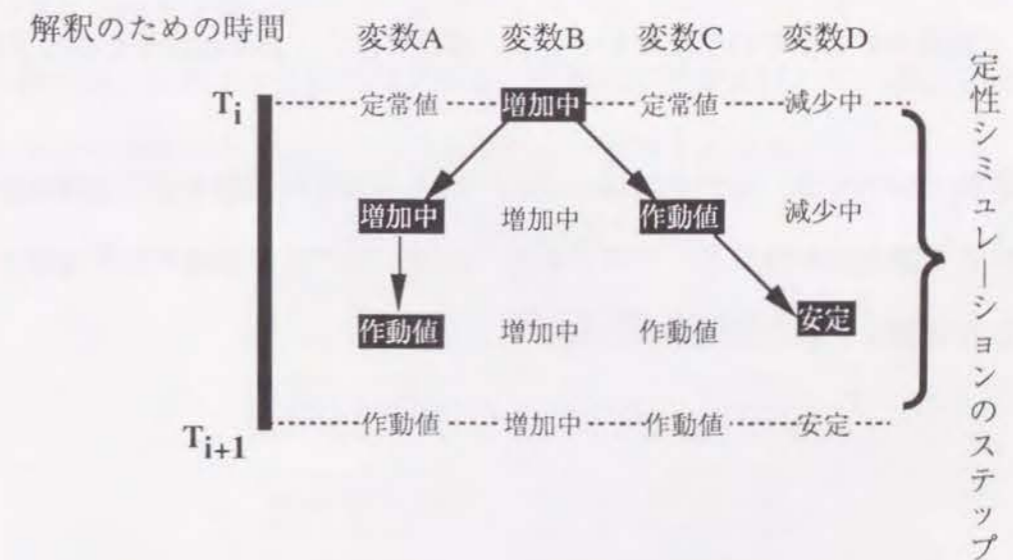 解釈のための時間
変数A 変数B 変数C 変数D
Ti 定常値 増加中 定常値 減少中
増加中 増加中 作動値 減少中
作動値 増加中 作動値 安定
Ti+1 作動値 増加中 作動値 安定
定性シミュレーションのステップ